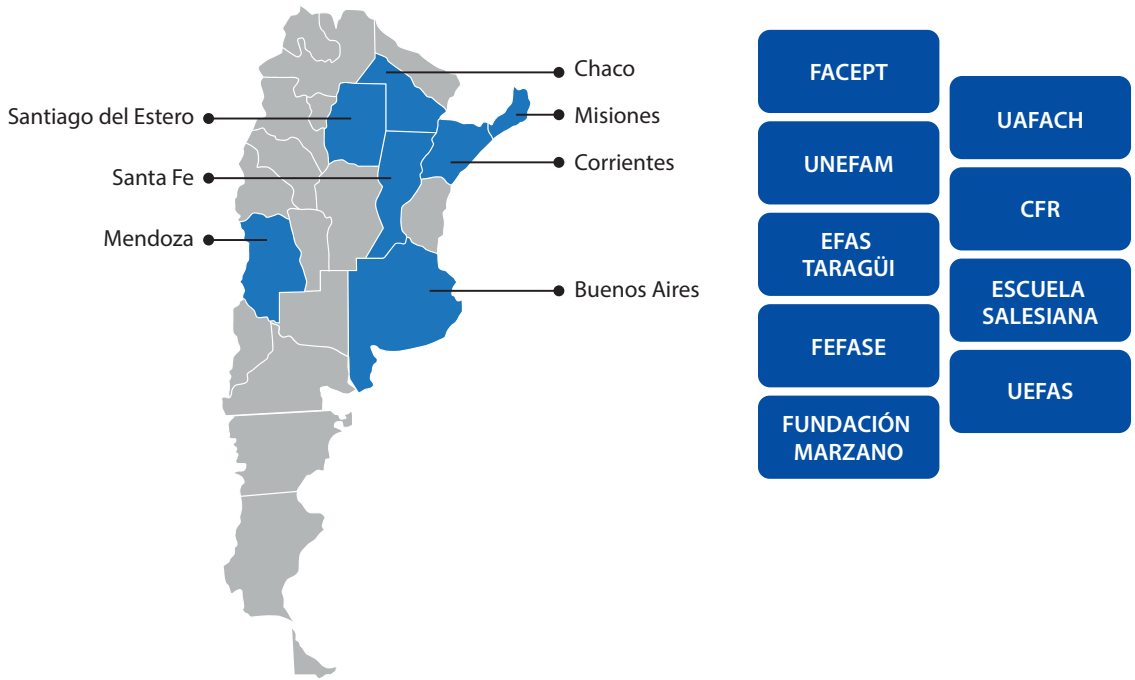 Santiago del Estero
Santa Fe
Mendoza
Chaco
Misiones
Corrientes
Buenos Aires
FACEPT
UNEFAM
EFAS
TARAGÜI
FEFASE
FUNDACIÓN
MARZANO
UAFACH
CFR
ESCUELA
SALESIANA
UEFAS